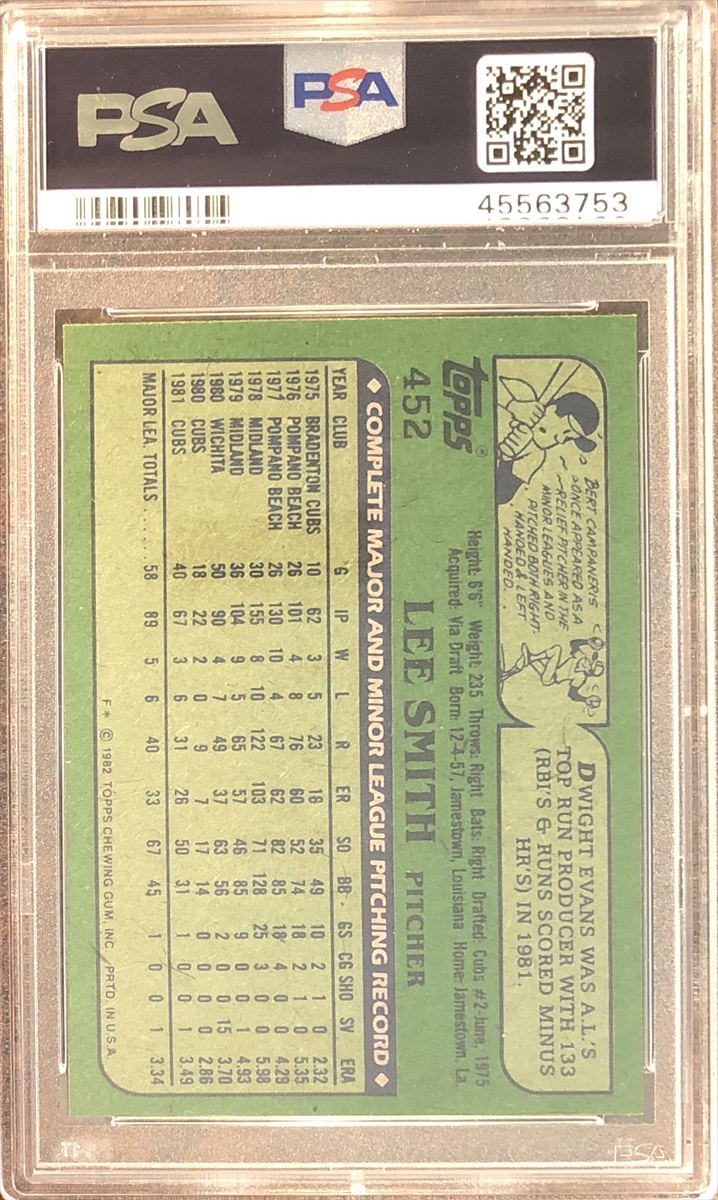 PSA
PSA
45563753
BERT CAMPANERIS
ONCE APPEARED AS A
RELIEF PITCHER IN THE
MINOR LEAGUES AND
PITCHED BOTH RIGHT-
HANDED & LEFT
HANDED.
DWIGHT EVANS WAS A.L.'S
TOP RUN PRODUCER WITH 133
(RBI'S & RUNS SCORED MINUS
HR'S) IN 1981.
TOPPS®
452
LEE SMITH PITCHER
Height: 6'6" Weight: 235 Throws: Right Bats: Right Drafted: Cubs #2-June, 1975
Acquired: Via Draft Born: 12-4-57, Jamestown, Louisiana Home: Jamestown, La.
COMPLETE MAJOR AND MINOR LEAGUE PITCHING RECORD
YEAR CLUB G IP W L R ER SO BB GS CG SHO SV ERA
1975 BRADENTON CUBS 10 62 3 5 23 16 35 49 10 2 1 0 2.32
1976 POMPANO BEACH 26 101 4 8 76 60 52 74 18 2 1 0 5.35
1977 POMPANO BEACH 26 130 10 4 67 62 82 85 18 4 0 0 4.29
1978 MIDLAND 30 155 8 10 122 103 71 128 25 3 0 0 5.98
1979 MIDLAND 36 104 9 5 65 57 46 85 9 0 0 1 4.93
1980 WICHITA 50 90 4 7 49 37 63 56 2 0 0 15 3.70
1980 CUBS 18 22 2 0 9 7 17 14 0 0 0 0 2.86
1981 CUBS 40 67 3 6 31 26 50 31 1 0 0 1 3.49
MAJOR LEA. TOTALS ...... 58 89 5 6 40 33 67 45 1 0 0 1 3.34
F* © 1982 TOPPS CHEWING GUM, INC. PRTD. IN U.S.A.
PSA